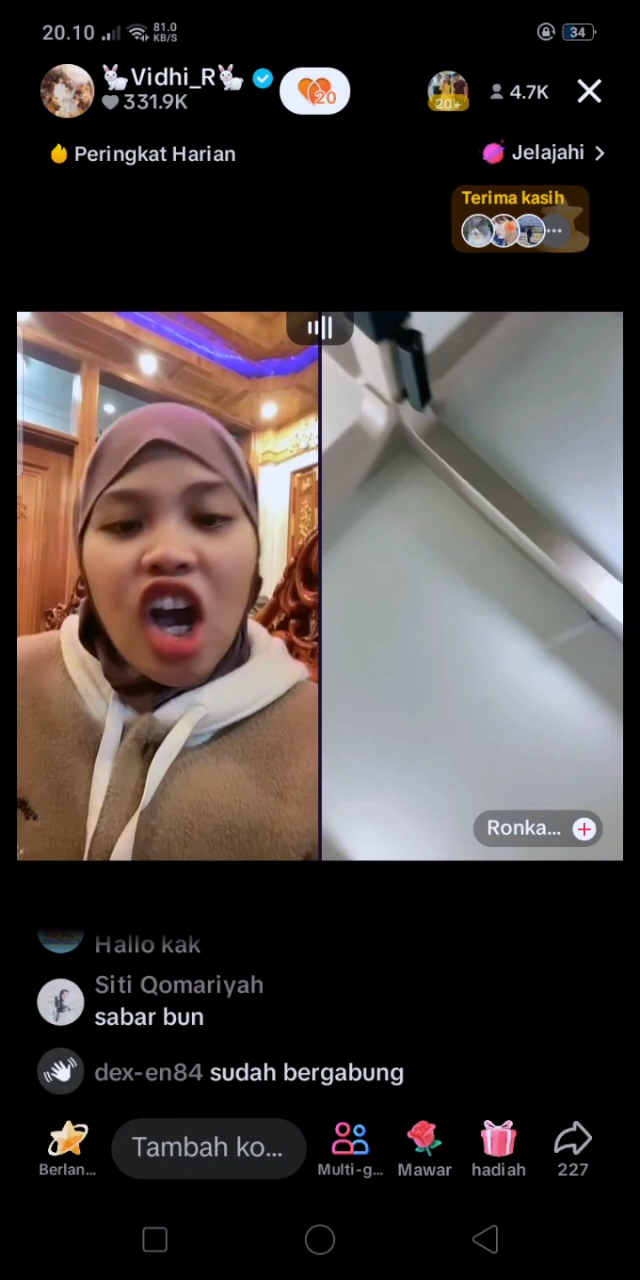 20.10
81.0
KB/S
34
Vidhi_R
331.9K
20
20+
4.7K
Peringkat Harian
Jelajahi
Terima kasih
Ronka...
Hallo kak
Siti Qomariyah
sabar bun
dex-en84 sudah bergabung
Berlan...
Tambah ko...
Multi-g...
Mawar
hadiah
227